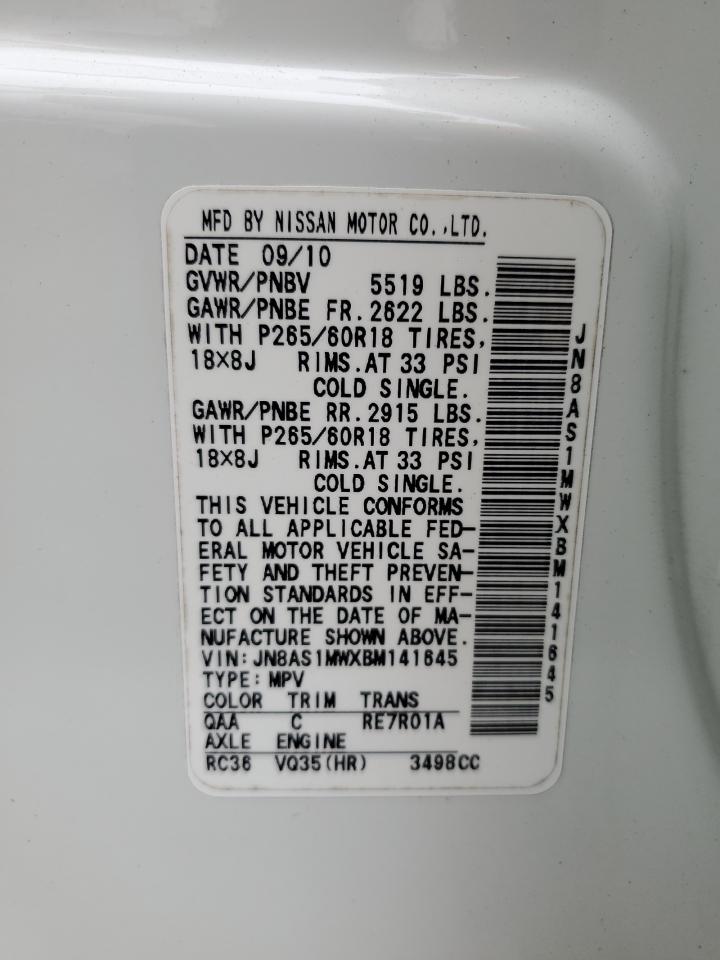 MFD BY NISSAN MOTOR CO.,LTD.
DATE 09/10
GVWR/PNBV 5519 LBS.
GAWR/PNBE FR. 2622 LBS.
WITH P265/60R18 TIRES,
18X8J RIMS. AT 33 PSI
COLD SINGLE.
GAWR/PNBE RR. 2915 LBS.
WITH P265/60R18 TIRES,
18X8J RIMS. AT 33 PSI
COLD SINGLE.
THIS VEHICLE CONFORMS
TO ALL APPLICABLE FED-
ERAL MOTOR VEHICLE SA-
FETY AND THEFT PREVEN-
TION STANDARDS IN EFF-
ECT ON THE DATE OF MA-
NUFACTURE SHOWN ABOVE.
VIN: JN8AS1MWXBM141645
TYPE: MPV
COLOR TRIM TRANS
QAA C RE7R01A
AXLE ENGINE
RC36 VQ35(HR) 3498CC
JN8AS1MWXBM141645